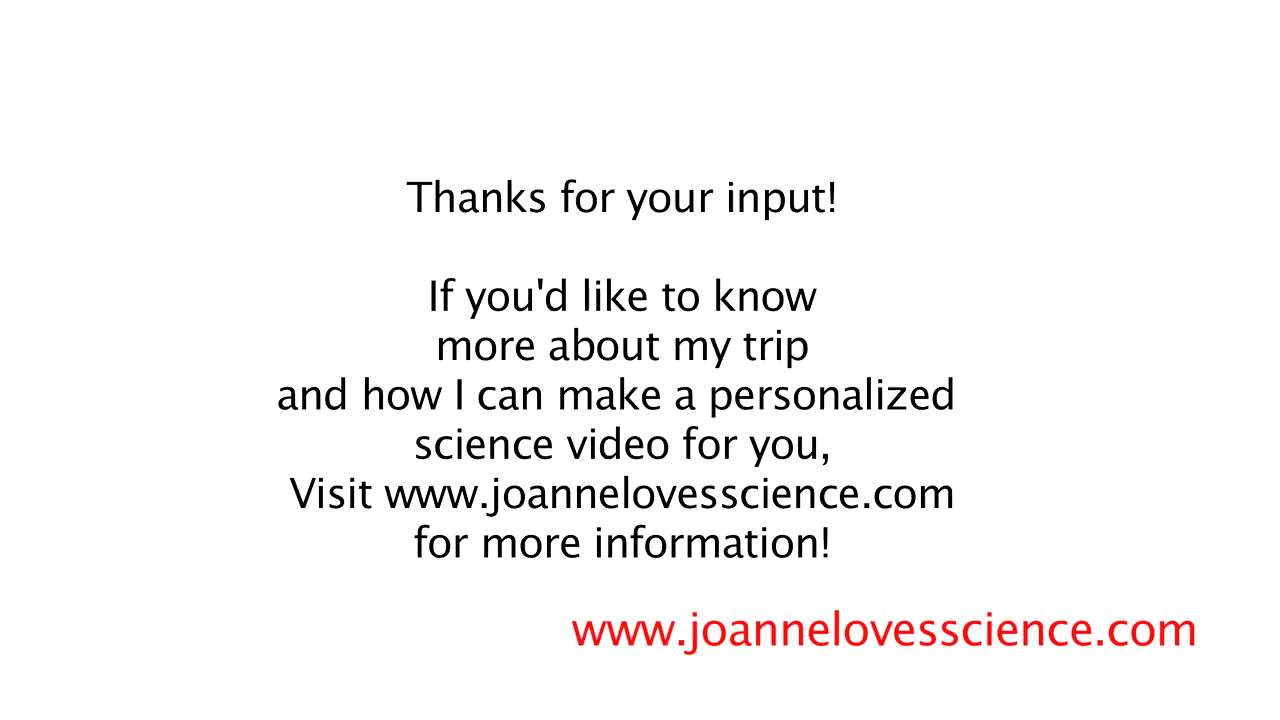 Thanks for your input!
If you'd like to know
more about my trip
and how I can make a personalized
science video for you,
Visit www.joannelovesscience.com
for more information!
www.joannelovesscience.com